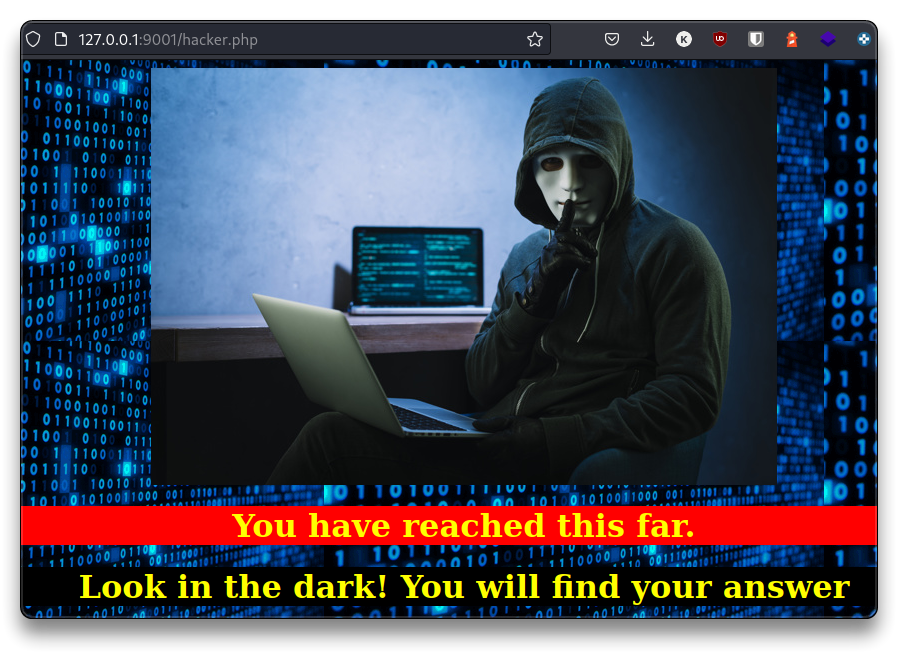 127.0.0.1:9001/hacker.php
You have reached this far.
Look in the dark! You will find your answer